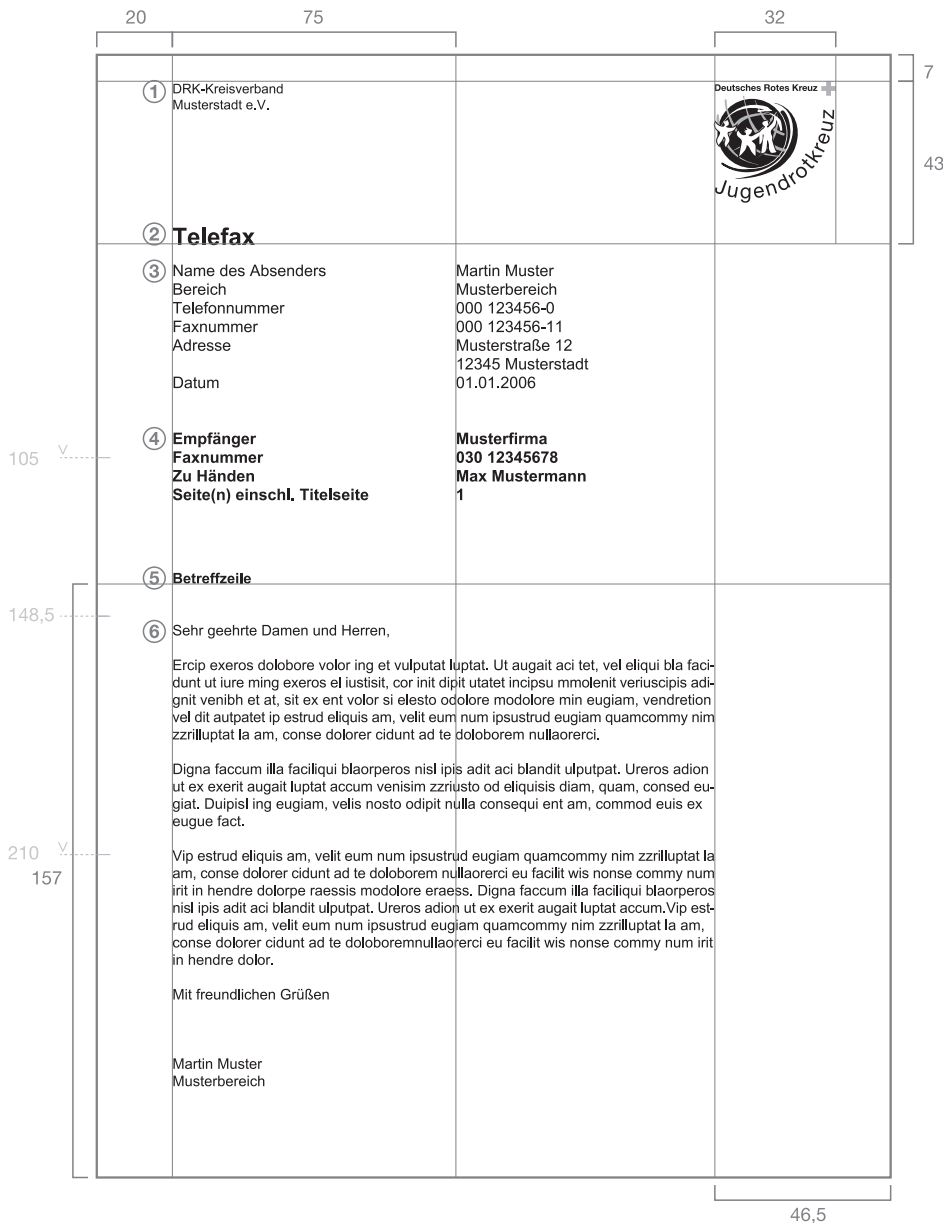 20 75 32
7
① DRK-Kreisverband
Musterstadt e.V.
Deutsches Rotes Kreuz
Jugendrotkreuz
43
② Telefax
③ Name des Absenders Martin Muster
Bereich Musterbereich
Telefonnummer 000 123456-0
Faxnummer 000 123456-11
Adresse Musterstraße 12
12345 Musterstadt
Datum 01.01.2006
④ Empfänger Musterfirma
105 Faxnummer 030 12345678
Zu Händen Max Mustermann
Seite(n) einschl. Titelseite 1
⑤ Betreffzeile
148,5
⑥ Sehr geehrte Damen und Herren,
Ercip exeros dolobore volor ing et vulputat luptat. Ut augait aci tet, vel eliqui bla faci-
dunt ut iure ming exeros el iustisit, cor init dipit utatet incipsu mmolenit veriuscipis adi-
gnit venibh et at, sit ex ent volor si elesto odolore modolore min eugiam, vendretion
vel dit autpatet ip estrud eliquis am, velit eum num ipsustrud eugiam quamcommy nim
zzrilluptat la am, conse dolorer cidunt ad te doloborem nullaorerci.
Digna faccum illa faciliqui blaorperos nisl ipis adit aci blandit ulputpat. Ureros adion
ut ex exerit augait luptat accum venisim zzriusto od eliquisis diam, quam, consed eu-
giat. Duipisl ing eugiam, velis nosto odipit nulla consequi ent am, commod euis ex
eugue fact.
210 Vip estrud eliquis am, velit eum num ipsustrud eugiam quamcommy nim zzrilluptat la
157 am, conse dolorer cidunt ad te doloborem nullaorerci eu facilit wis nonse commy num
irit in hendre dolorpe raessis modolore eraess. Digna faccum illa faciliqui blaorperos
nisl ipis adit aci blandit ulputpat. Ureros adion ut ex exerit augait luptat accum.Vip est-
rud eliquis am, velit eum num ipsustrud eugiam quamcommy nim zzrilluptat la am,
conse dolorer cidunt ad te doloboremnullaorerci eu facilit wis nonse commy num irit
in hendre dolor.
Mit freundlichen Grüßen
Martin Muster
Musterbereich
46,5